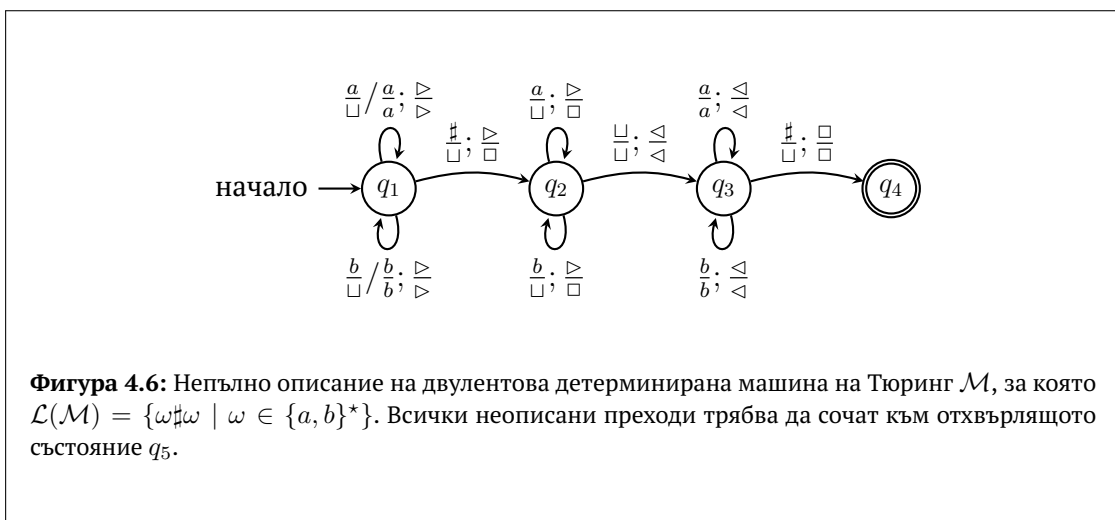 a/⊔ / a/a; ▷/▷ a/⊔; ▷/□ a/a; ◁/◁
♯/⊔; ▷/□ ⊔/⊔; ◁/◁ ♯/⊔; □/□
начало q₁ q₂ q₃ q₄
b/⊔ / b/b; ▷/▷ b/⊔; ▷/□ b/b; ◁/◁
Фигура 4.6: Непълно описание на двулентова детерминирана машина на Тюринг ℳ, за която
ℒ(ℳ) = {ω♯ω | ω ∈ {a, b}⋆}. Всички неописани преходи трябва да сочат към отхвърлящото
състояние q₅.